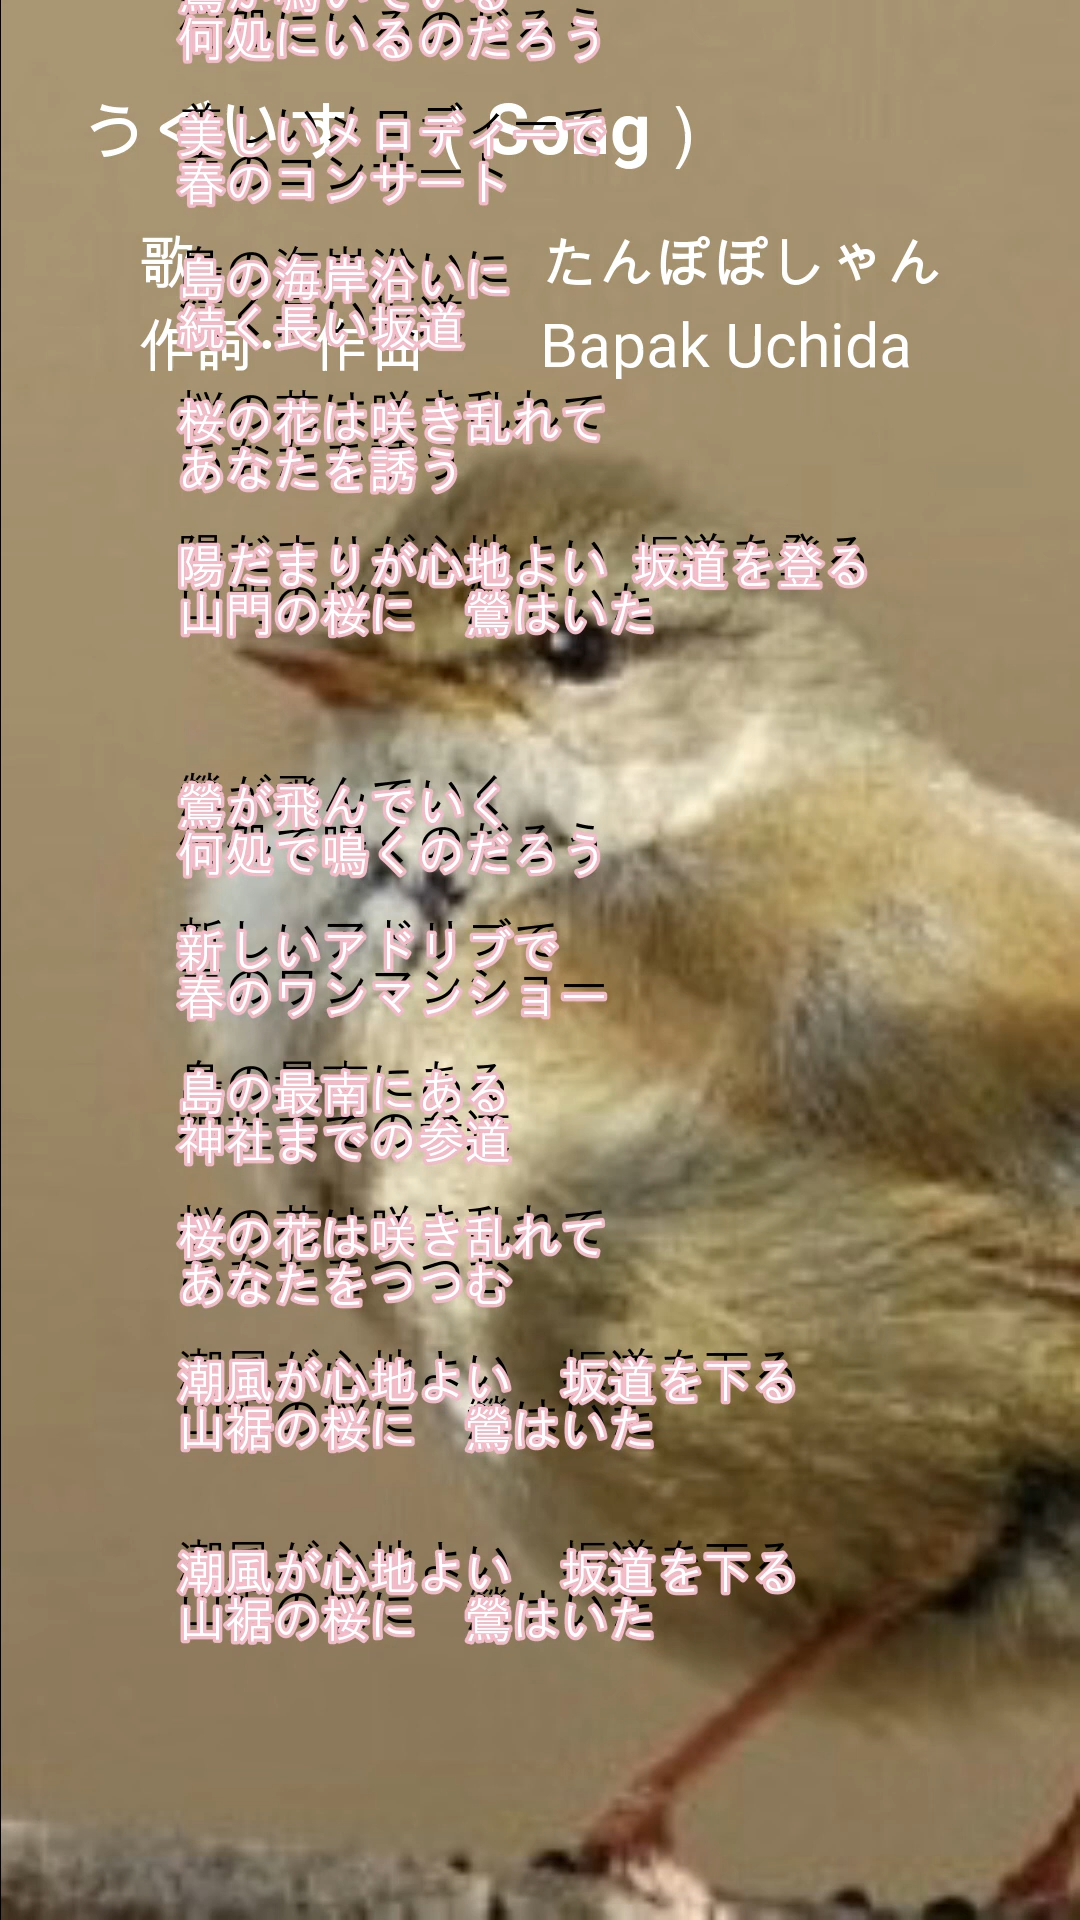 鶯が鳴いている
何処にいるのだろう
うぐいす ( Song )
美しいメロディーで
春のコンサート
歌 たんぽぽしゃん
島の海岸沿いに
続く長い坂道
作詞・作曲 Bapak Uchida
桜の花は咲き乱れて
あなたを誘う
陽だまりが心地よい 坂道を登る
山門の桜に 鶯はいた
鶯が飛んでいく
何処で鳴くのだろう
新しいアドリブで
春のワンマンショー
島の最南にある
神社までの参道
桜の花は咲き乱れて
あなたをつつむ
潮風が心地よい 坂道を下る
山裾の桜に 鶯はいた
潮風が心地よい 坂道を下る
山裾の桜に 鶯はいた